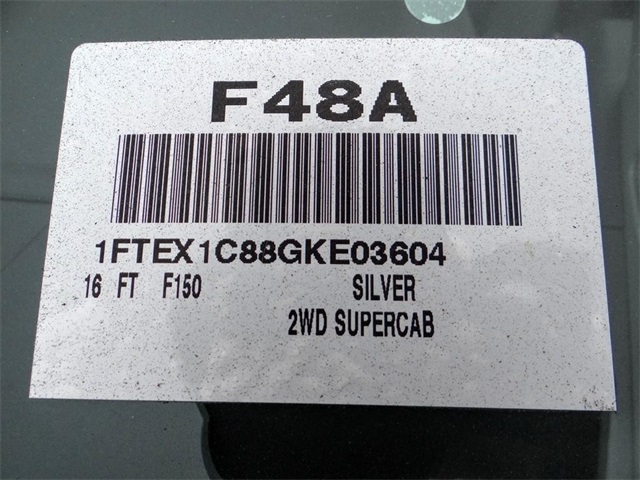 F48A
1FTEX1C88GKE03604
16 FT F150 SILVER
2WD SUPERCAB